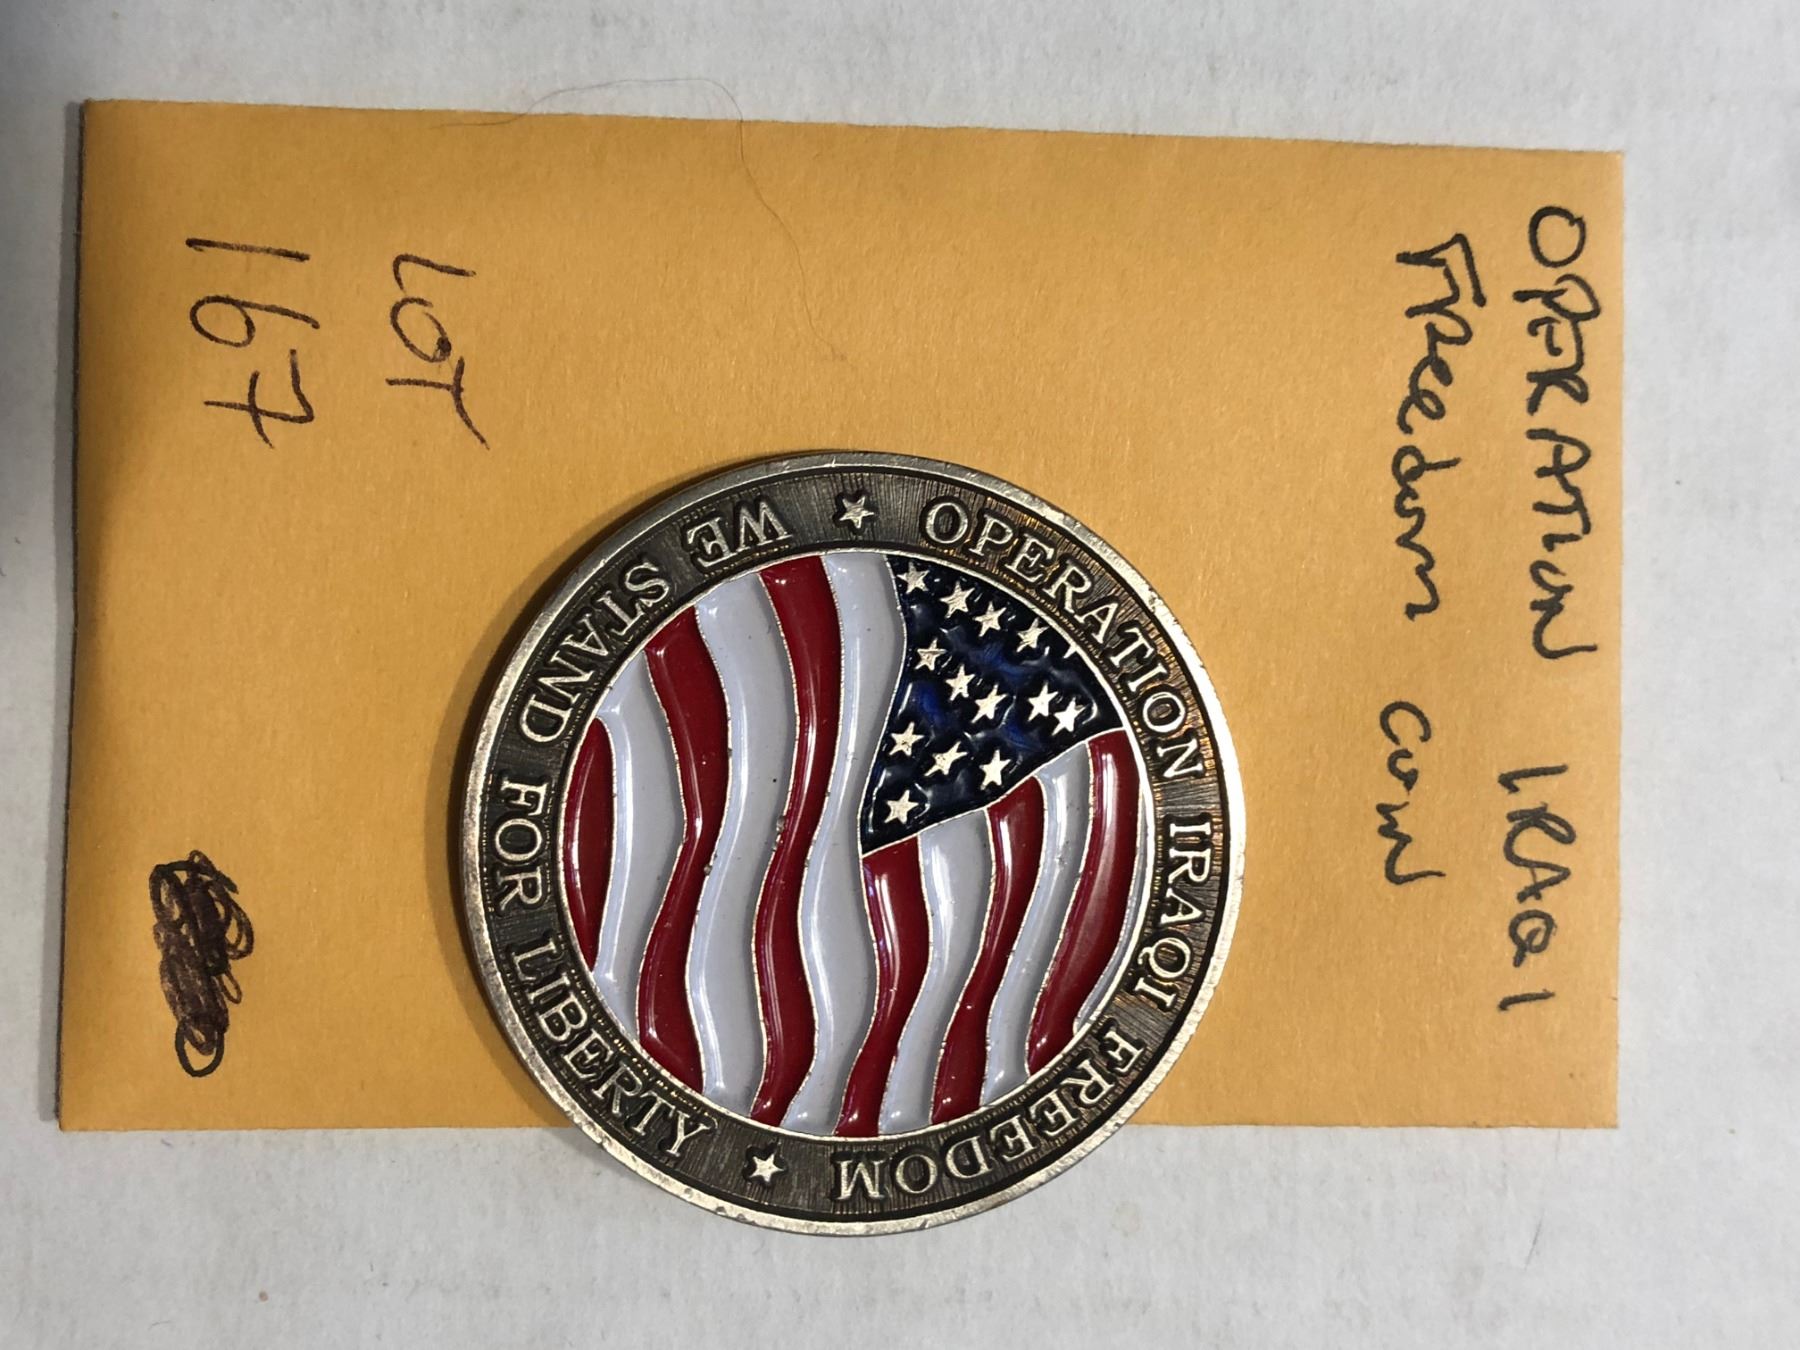 OPERATION IRAQI
Freedom COIN
LOT
167
OPERATION IRAQI FREEDOM
WE STAND FOR LIBERTY